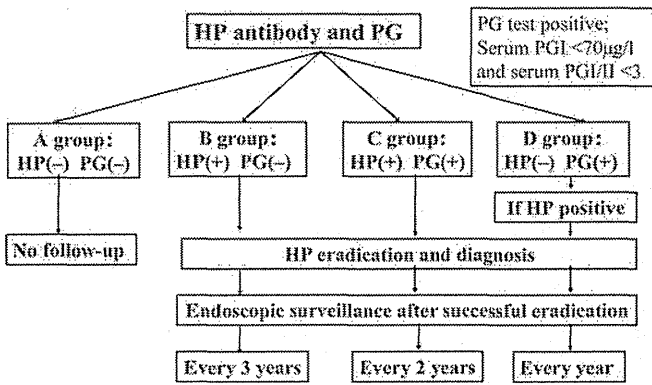 HP antibody and PG
PG test positive;
Serum PGI <70μg/l
and serum PGI/II <3
A group:
HP(–) PG(–)
B group:
HP(+) PG(–)
C group:
HP(+) PG(+)
D group:
HP(–) PG(+)
If HP positive
No follow-up
HP eradication and diagnosis
Endoscopic surveillance after successful eradication
Every 3 years
Every 2 years
Every year